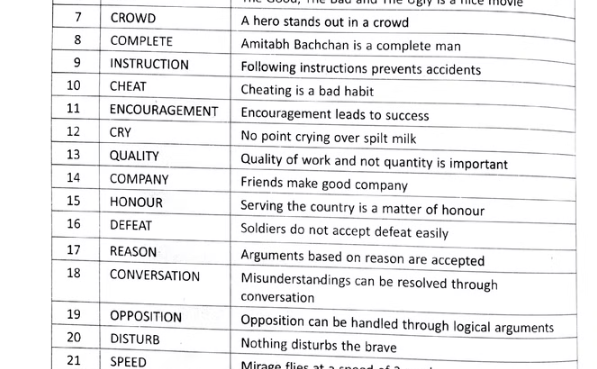 The Good, The Bad and The Ugly is a nice movie
7 CROWD A hero stands out in a crowd
8 COMPLETE Amitabh Bachchan is a complete man
9 INSTRUCTION Following instructions prevents accidents
10 CHEAT Cheating is a bad habit
11 ENCOURAGEMENT Encouragement leads to success
12 CRY No point crying over spilt milk
13 QUALITY Quality of work and not quantity is important
14 COMPANY Friends make good company
15 HONOUR Serving the country is a matter of honour
16 DEFEAT Soldiers do not accept defeat easily
17 REASON Arguments based on reason are accepted
18 CONVERSATION Misunderstandings can be resolved through
conversation
19 OPPOSITION Opposition can be handled through logical arguments
20 DISTURB Nothing disturbs the brave
21 SPEED Mirage flies at a speed of